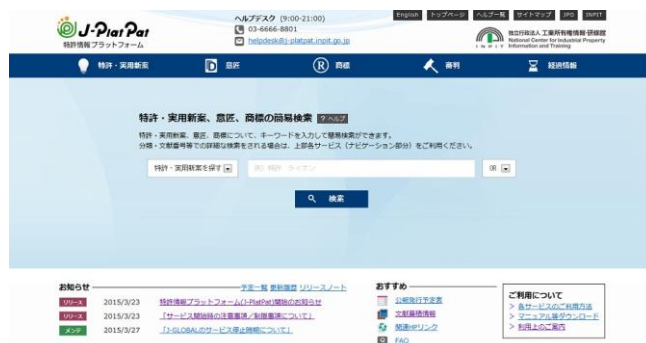 J-PlatPat
特許情報プラットフォーム
ヘルプデスク (9:00-21:00)
03-6666-8801
helpdesk@j-platpat.inpit.go.jp
English トップページ ヘルプ一覧 サイトマップ JPO INPIT
INPIT
独立行政法人 工業所有権情報・研修館
National Center for Industrial Property
Information and Training
特許・実用新案
D 意匠
R 商標
審判
経過情報
特許・実用新案、意匠、商標の簡易検索 ? ヘルプ
特許・実用新案、意匠、商標について、キーワードを入力して簡易検索ができます。
分類・文献番号等での詳細な検索をされる場合は、上部各サービス(ナビゲーション部分)をご利用ください。
特許・実用新案を探す
OR
検索
お知らせ 予定一覧 更新履歴 リリースノート
リリース 2015/3/23 特許情報プラットフォーム(J-PlatPat)開始のお知らせ
リリース 2015/3/23 「サービス開始時の注意事項/制限事項について」
メンテ 2015/3/27 「J-GLOBALのサービス停止時間について」
おすすめ
公報発行予定表
文献蓄積情報
関連HPリンク
FAQ
ご利用について
> 各サービスのご利用方法
> マニュアル等ダウンロード
> 利用上のご案内